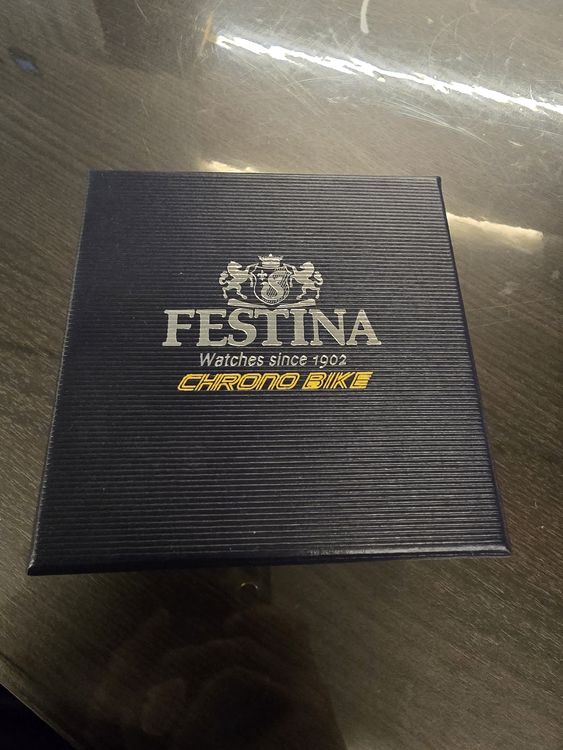 FESTINA
Watches since 1902
CHRONO BIKE